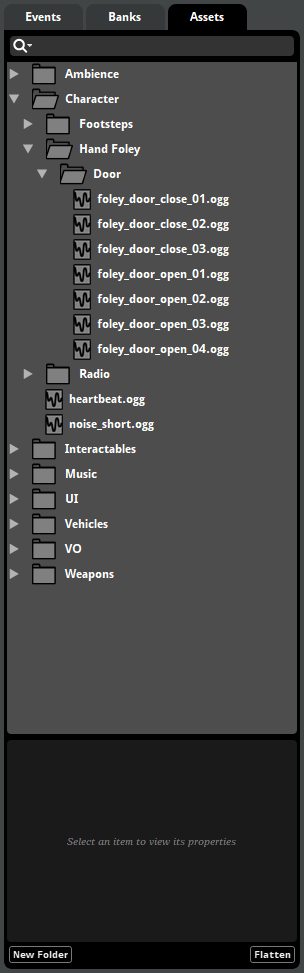 Events Banks Assets
Ambience
Character
Footsteps
Hand Foley
Door
foley_door_close_01.ogg
foley_door_close_02.ogg
foley_door_close_03.ogg
foley_door_open_01.ogg
foley_door_open_02.ogg
foley_door_open_03.ogg
foley_door_open_04.ogg
Radio
heartbeat.ogg
noise_short.ogg
Interactables
Music
UI
Vehicles
VO
Weapons
Select an item to view its properties
New Folder Flatten